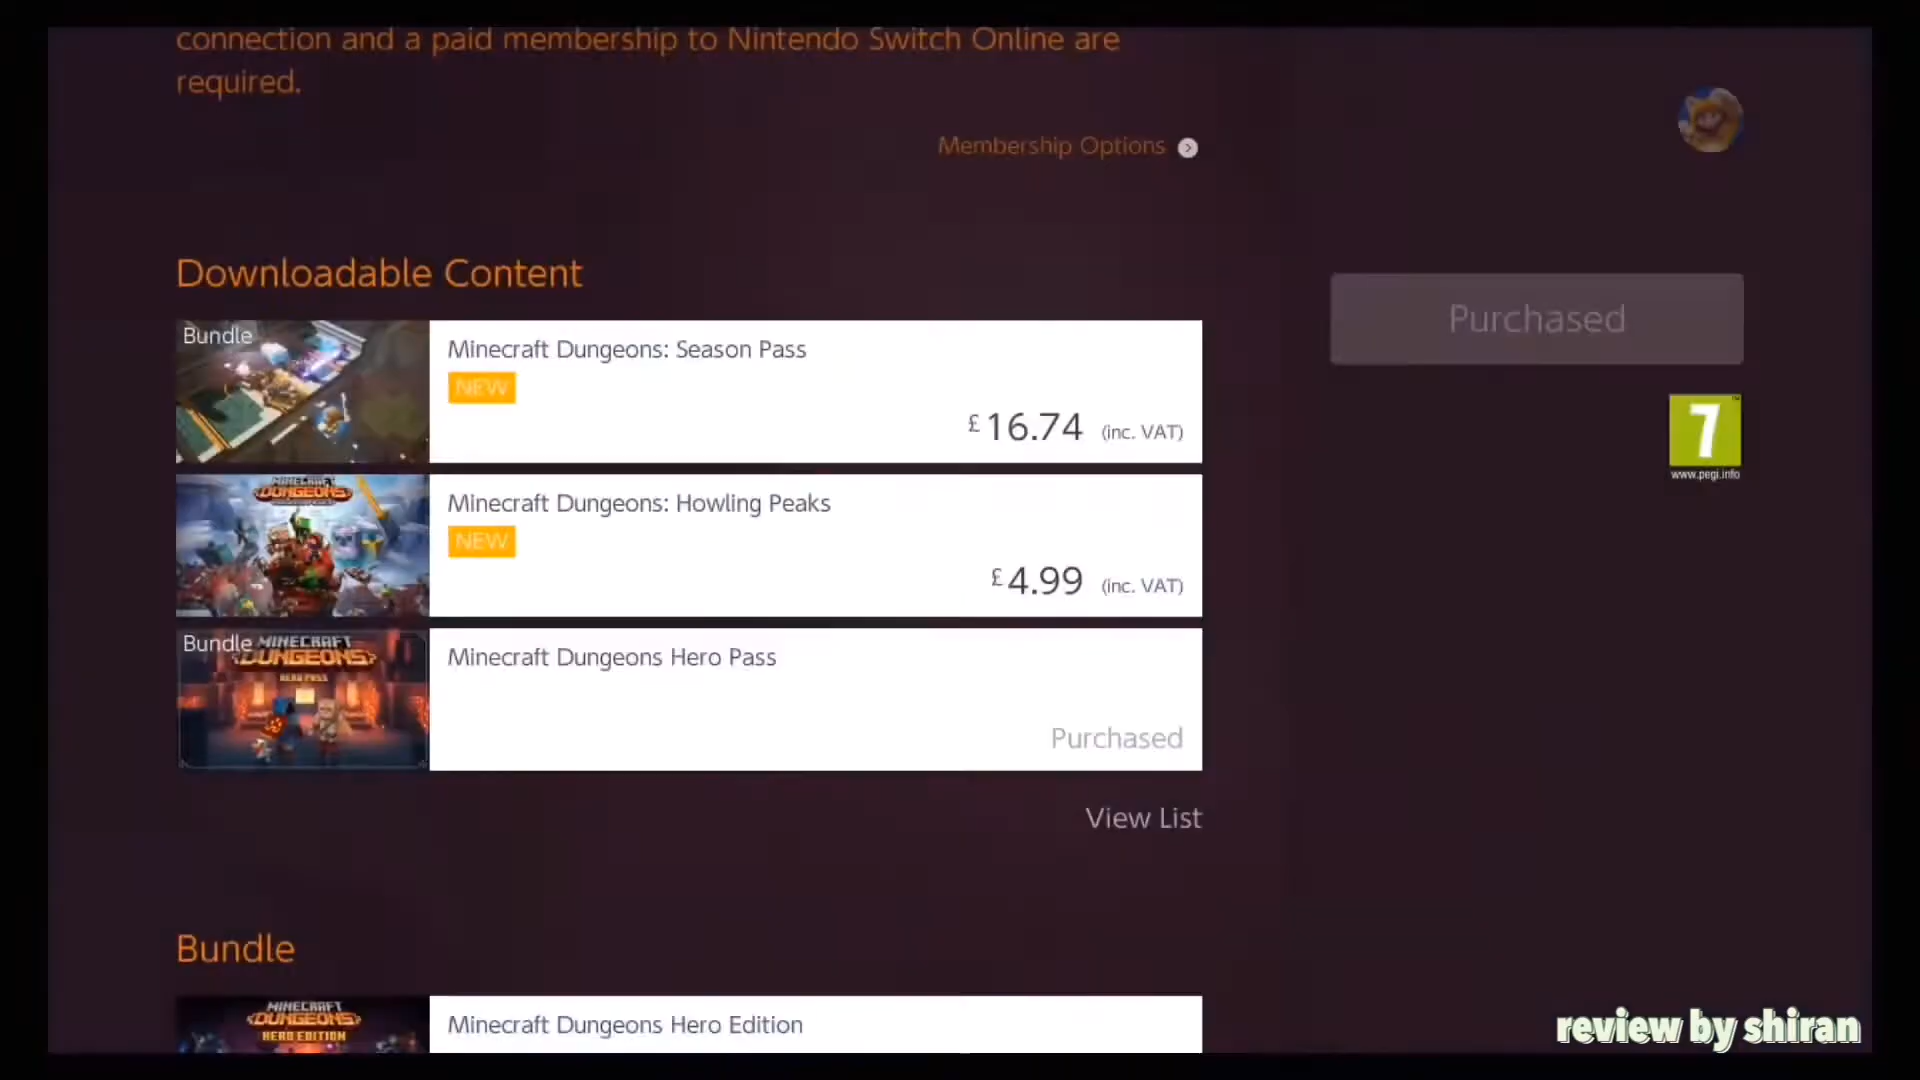 connection and a paid membership to Nintendo Switch Online are
required.
Membership Options
Downloadable Content
Purchased
Bundle
Minecraft Dungeons: Season Pass
NEW
£16.74 (inc. VAT)
7
www.pegi.info
MINECRAFT
DUNGEONS
Minecraft Dungeons: Howling Peaks
NEW
£4.99 (inc. VAT)
Bundle
MINECRAFT
DUNGEONS
HERO PASS
Minecraft Dungeons Hero Pass
Purchased
View List
Bundle
MINECRAFT
DUNGEONS
HERO EDITION
Minecraft Dungeons Hero Edition
review by shiran